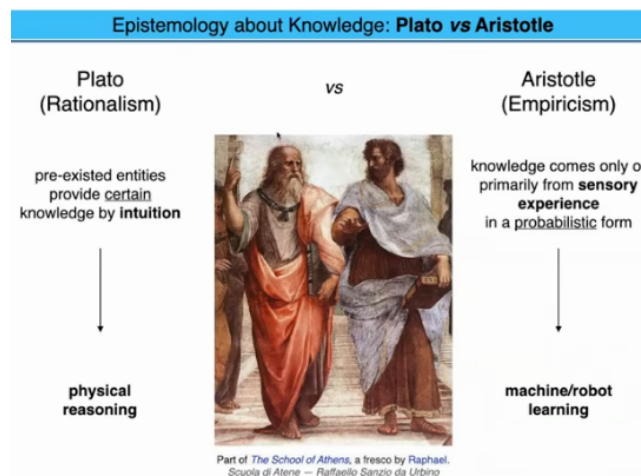 Epistemology about Knowledge: Plato vs Aristotle
Plato
(Rationalism)
vs
Aristotle
(Empiricism)
pre-existed entities
provide certain
knowledge by intuition
knowledge comes only o
primarily from sensory
experience
in a probabilistic form
physical
reasoning
machine/robot
learning
Part of The School of Athens, a fresco by Raphael.
Scuola di Atene — Raffaello Sanzio da Urbino